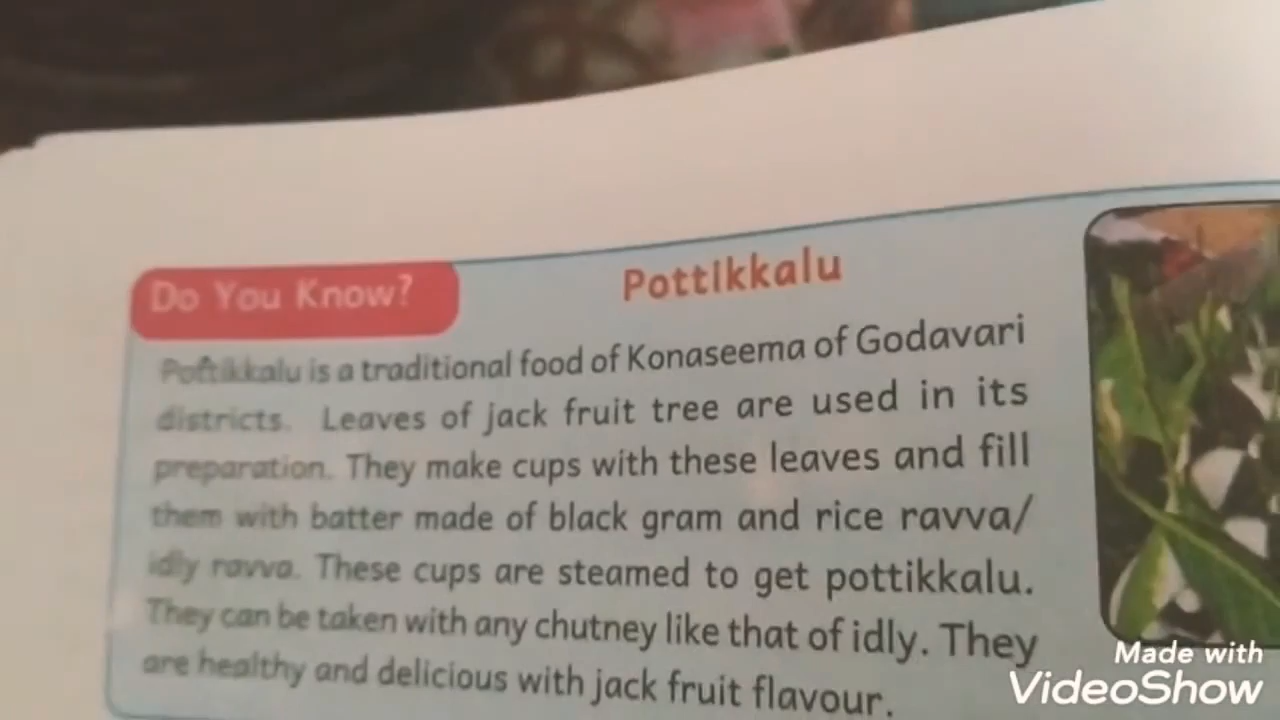 Do You Know?
Pottikkalu
Pottikkalu is a traditional food of Konaseema of Godavari
districts. Leaves of jack fruit tree are used in its
preparation. They make cups with these leaves and fill
them with batter made of black gram and rice ravva/
idly ravva. These cups are steamed to get pottikkalu.
They can be taken with any chutney like that of idly. They
are healthy and delicious with jack fruit flavour.
Made with
VideoShow